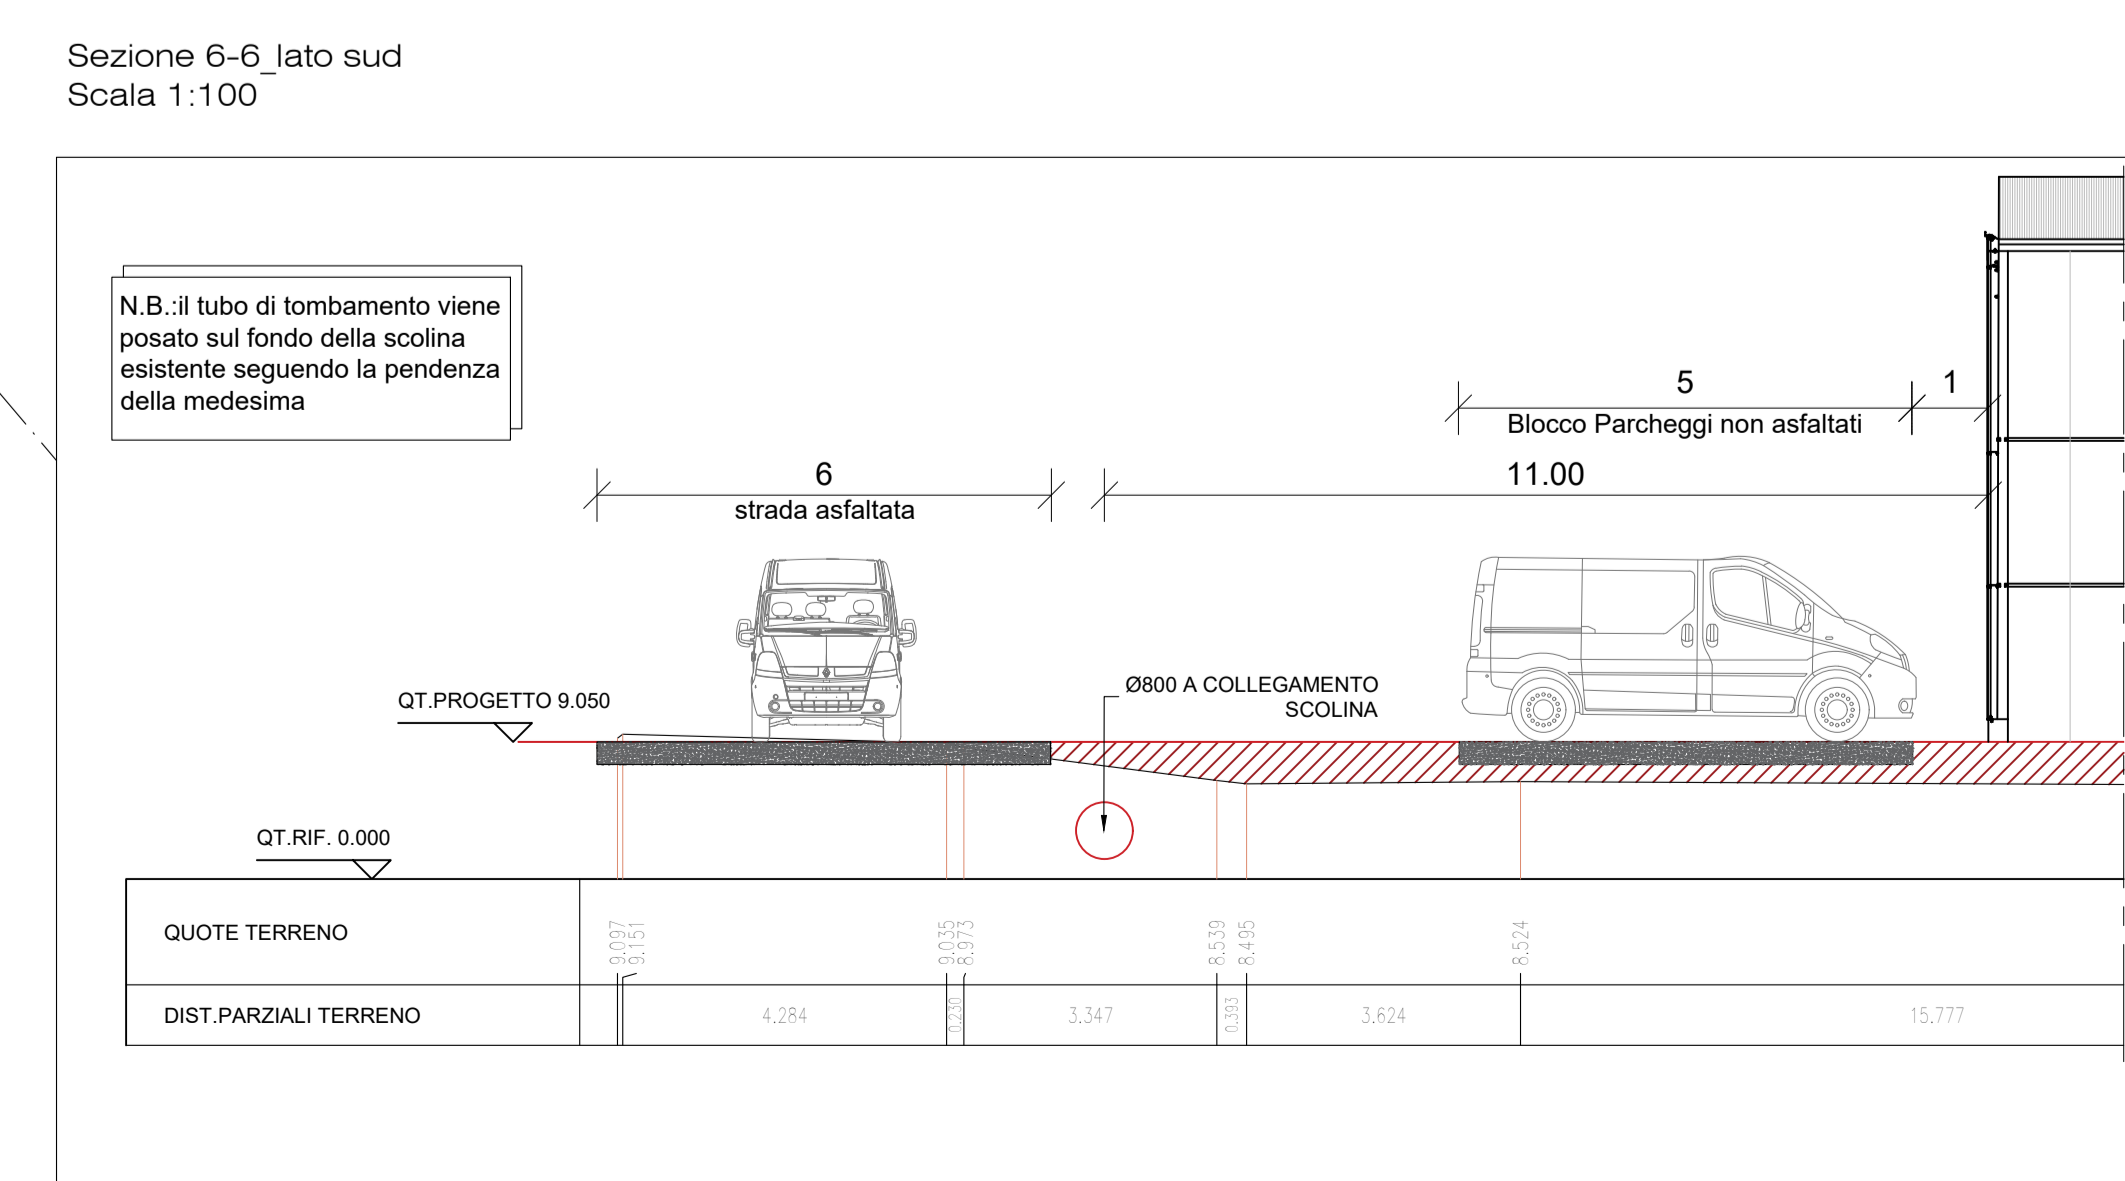 Sezione 6-6_lato sud
Scala 1:100
N.B.:il tubo di tombamento viene
posato sul fondo della scolina
esistente seguendo la pendenza
della medesima
5
1
Blocco Parcheggi non asfaltati
6
11.00
strada asfaltata
QT.PROGETTO 9.050
Ø800 A COLLEGAMENTO
SCOLINA
QT.RIF. 0.000
QUOTE TERRENO
9.097
9.151
9.035
8.973
8.539
8.495
8.524
DIST.PARZIALI TERRENO
4.284
0.230
3.347
0.393
3.624
15.777